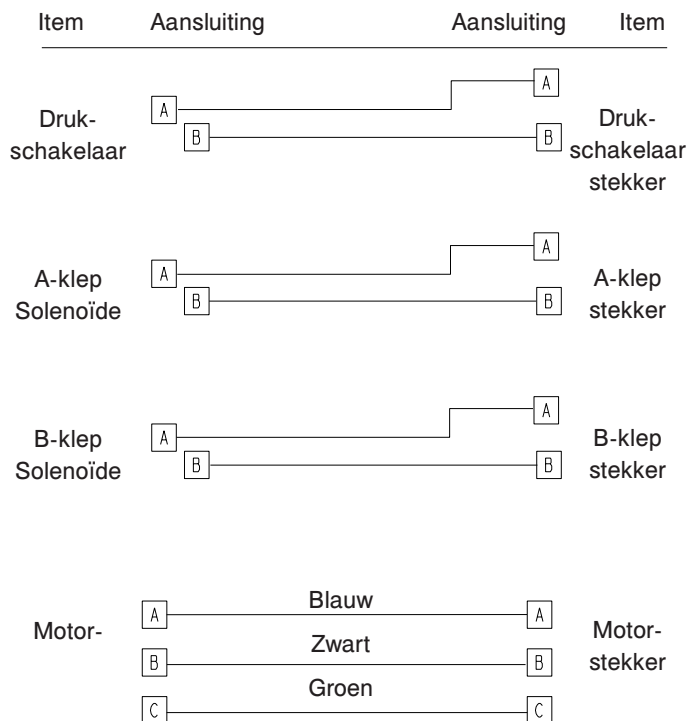 Item Aansluiting Aansluiting Item
A A
Druk-
schakelaar
B B
Druk-
schakelaar
stekker
A A
A-klep
Solenoïde
B B
A-klep
stekker
A A
B-klep
Solenoïde
B B
B-klep
stekker
Blauw
A A
Motor-
Zwart
B B
Motor-
stekker
Groen
C C